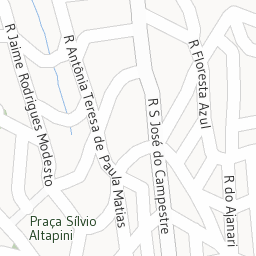 R Jaime Rodrigues Modesto
R Antônia Teresa de Paula Matias
R S José do Campestre
R Floresta Azul
R do Ajanari
Praça Sílvio
Altapini